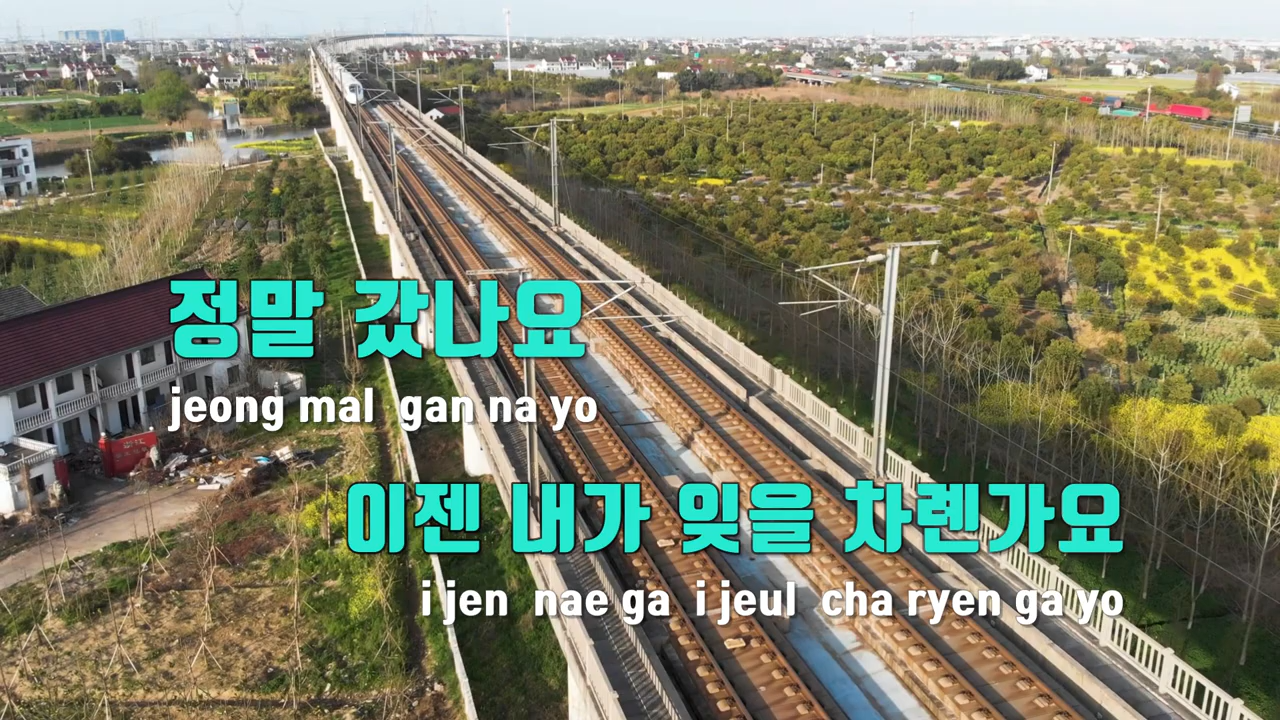 정말 갔나요
jeong mal gan na yo
이젠 내가 잊을 차롄가요
i jen nae ga i jeul cha ryen ga yo